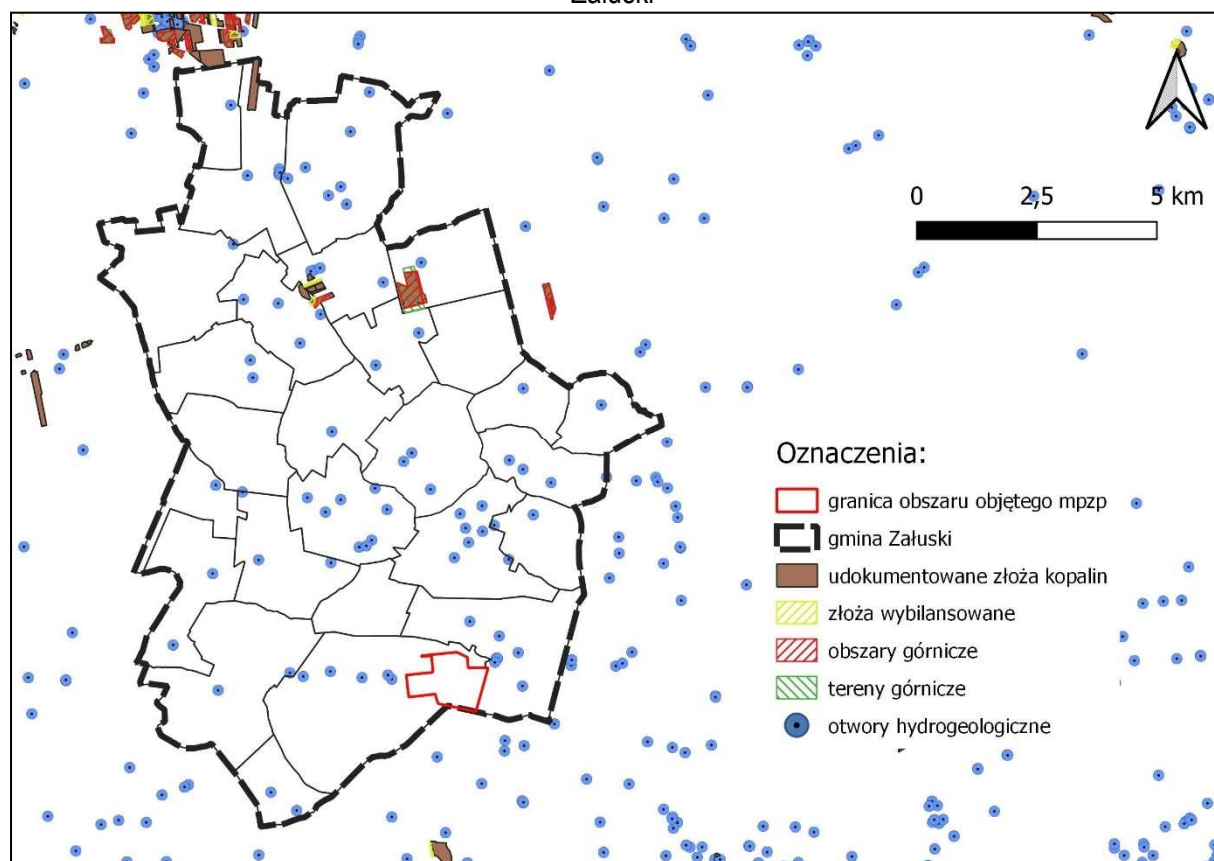 Załuski
0 2,5 5 km
Oznaczenia:
granica obszaru objętego mpzp
gmina Załuski
udokumentowane złoża kopalin
złoża wybilansowane
obszary górnicze
tereny górnicze
otwory hydrogeologiczne